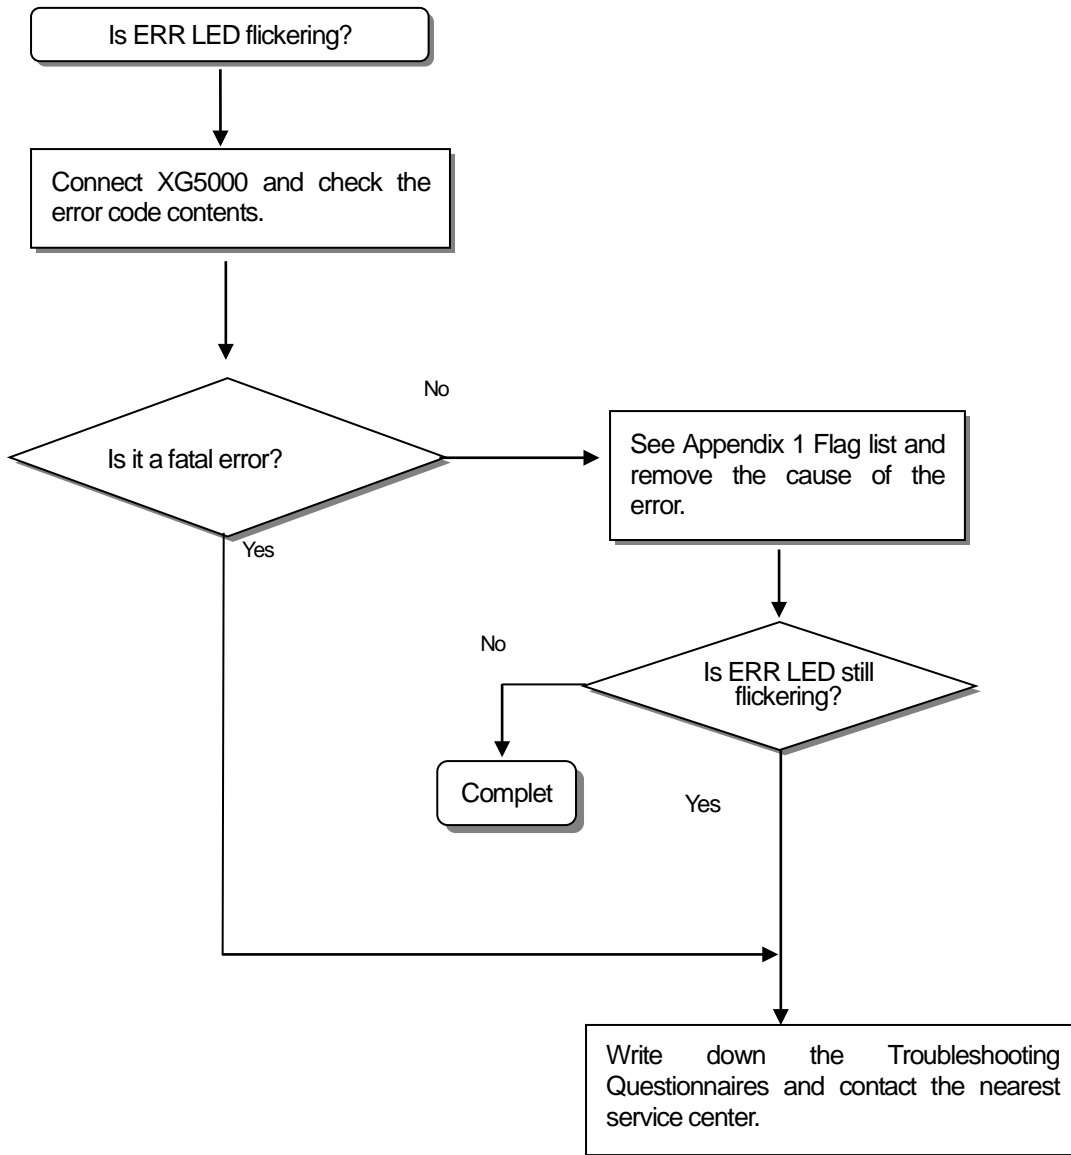 Is ERR LED flickering?
Connect XG5000 and check the
error code contents.
No
Is it a fatal error?
See Appendix 1 Flag list and
remove the cause of the
error.
Yes
No
Is ERR LED still
flickering?
Complet
Yes
Write down the Troubleshooting
Questionnaires and contact the nearest
service center.